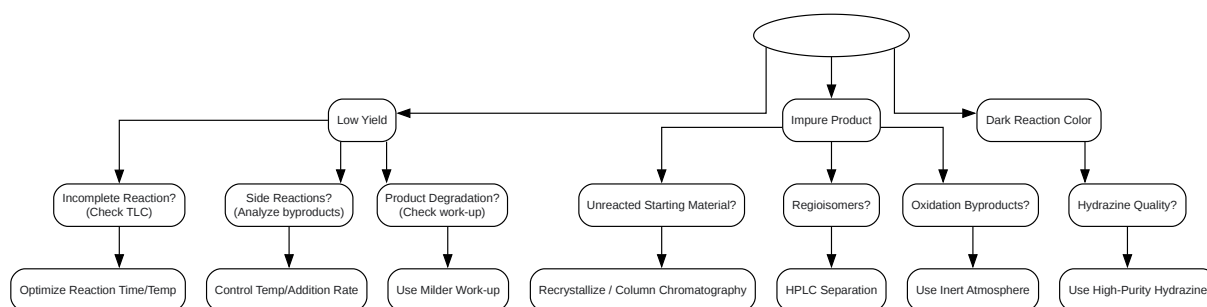 Low Yield
Impure Product
Dark Reaction Color
Incomplete Reaction?
(Check TLC)
Side Reactions?
(Analyze byproducts)
Product Degradation?
(Check work-up)
Unreacted Starting Material?
Regioisomers?
Oxidation Byproducts?
Hydrazine Quality?
Optimize Reaction Time/Temp
Control Temp/Addition Rate
Use Milder Work-up
Recrystallize / Column Chromatography
HPLC Separation
Use Inert Atmosphere
Use High-Purity Hydrazine